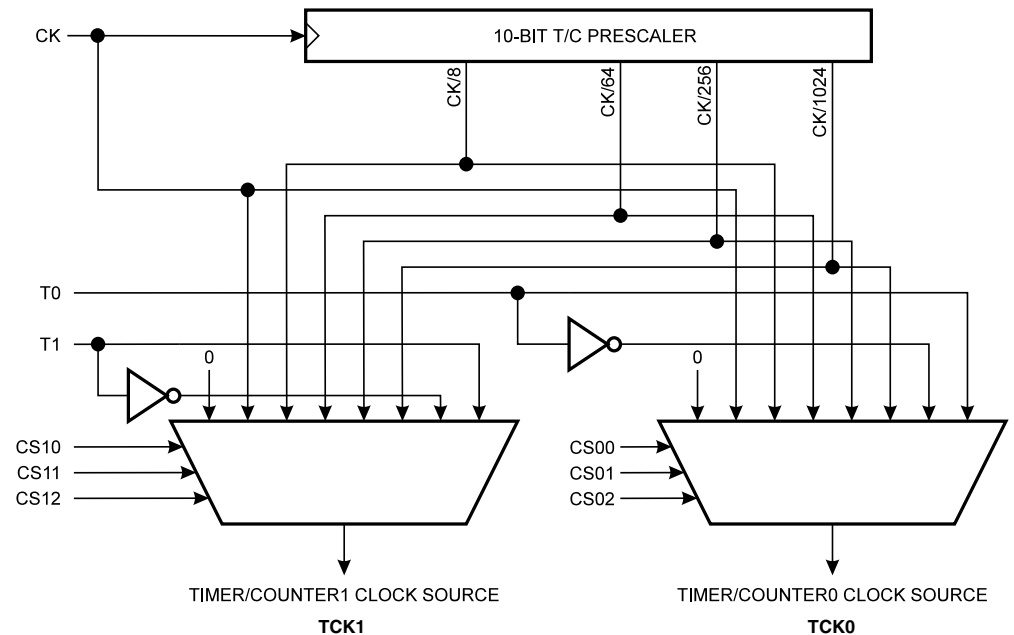 CK
10-BIT T/C PRESCALER
CK/8
CK/64
CK/256
CK/1024
T0
T1
0
0
CS10
CS11
CS12
CS00
CS01
CS02
TIMER/COUNTER1 CLOCK SOURCE
TCK1
TIMER/COUNTER0 CLOCK SOURCE
TCK0